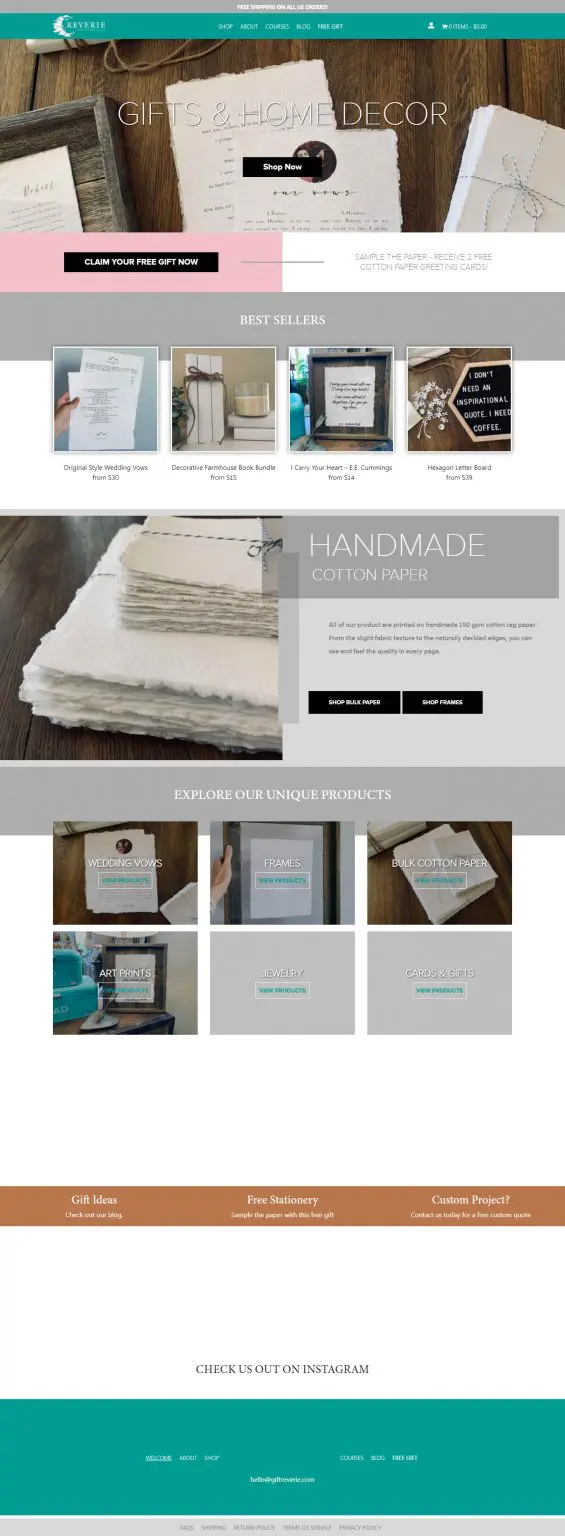 FREE SHIPPING ON ALL US ORDERS!
REVERIE
SHOP ABOUT COURSES BLOG FREE GIFT
0 ITEMS - $0.00
GIFTS & HOME DECOR
Shop Now
our vows
Robert
CLAIM YOUR FREE GIFT NOW
SAMPLE THE PAPER - RECEIVE 2 FREE
COTTON PAPER GREETING CARDS!
BEST SELLERS
I DON'T
NEED AN
INSPIRATIONAL
QUOTE. I NEED
COFFEE.
Original Style Wedding Vows
from $30
Decorative Farmhouse Book Bundle
from $15
I Carry Your Heart – E.E. Cummings
from $14
Hexagon Letter Board
from $39
HANDMADE
COTTON PAPER
All of our product are printed on handmade 150 gsm cotton rag paper.
From the slight fabric texture to the naturally deckled edges, you can
see and feel the quality in every page.
SHOP BULK PAPER
SHOP FRAMES
EXPLORE OUR UNIQUE PRODUCTS
WEDDING VOWS
VIEW PRODUCTS
FRAMES
VIEW PRODUCTS
BULK COTTON PAPER
VIEW PRODUCTS
ART PRINTS
VIEW PRODUCTS
JEWELRY
VIEW PRODUCTS
CARDS & GIFTS
VIEW PRODUCTS
Gift Ideas
Check out our blog.
Free Stationery
Sample the paper with this free gift
Custom Project?
Contact us today for a free custom quote
CHECK US OUT ON INSTAGRAM
WELCOME ABOUT SHOP
COURSES BLOG FREE GIFT
hello@giftreverie.com
FAQS SHIPPING RETURN POLICY TERMS OF SERVICE PRIVACY POLICY